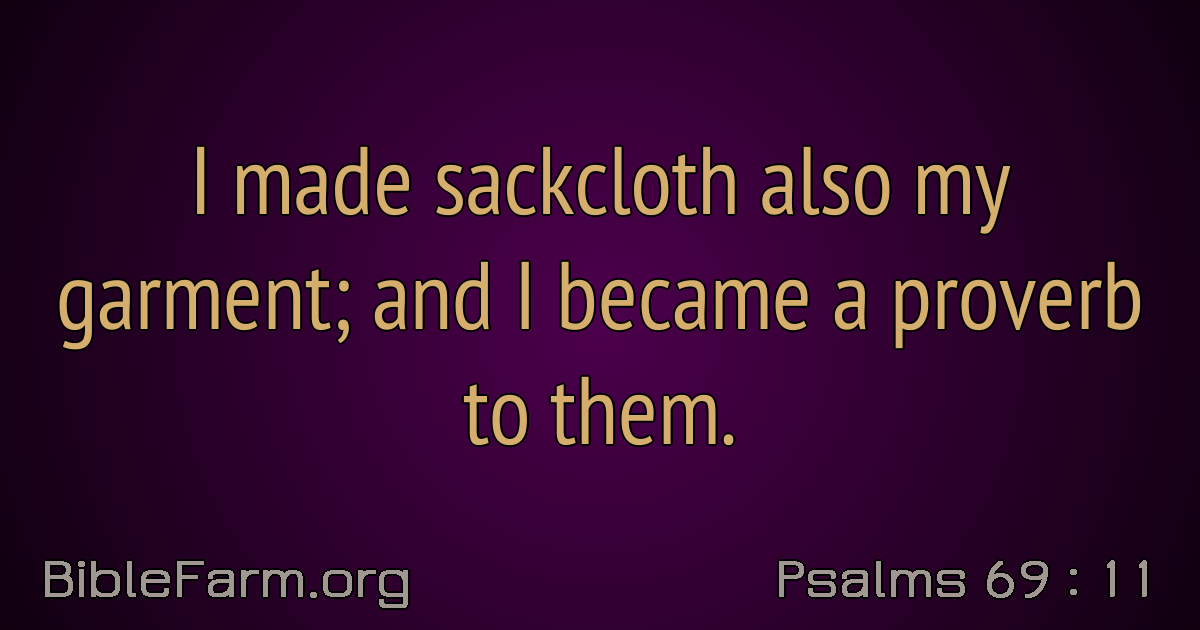 I made sackcloth also my
garment; and I became a proverb
to them.
BibleFarm.org
Psalms 69 : 11